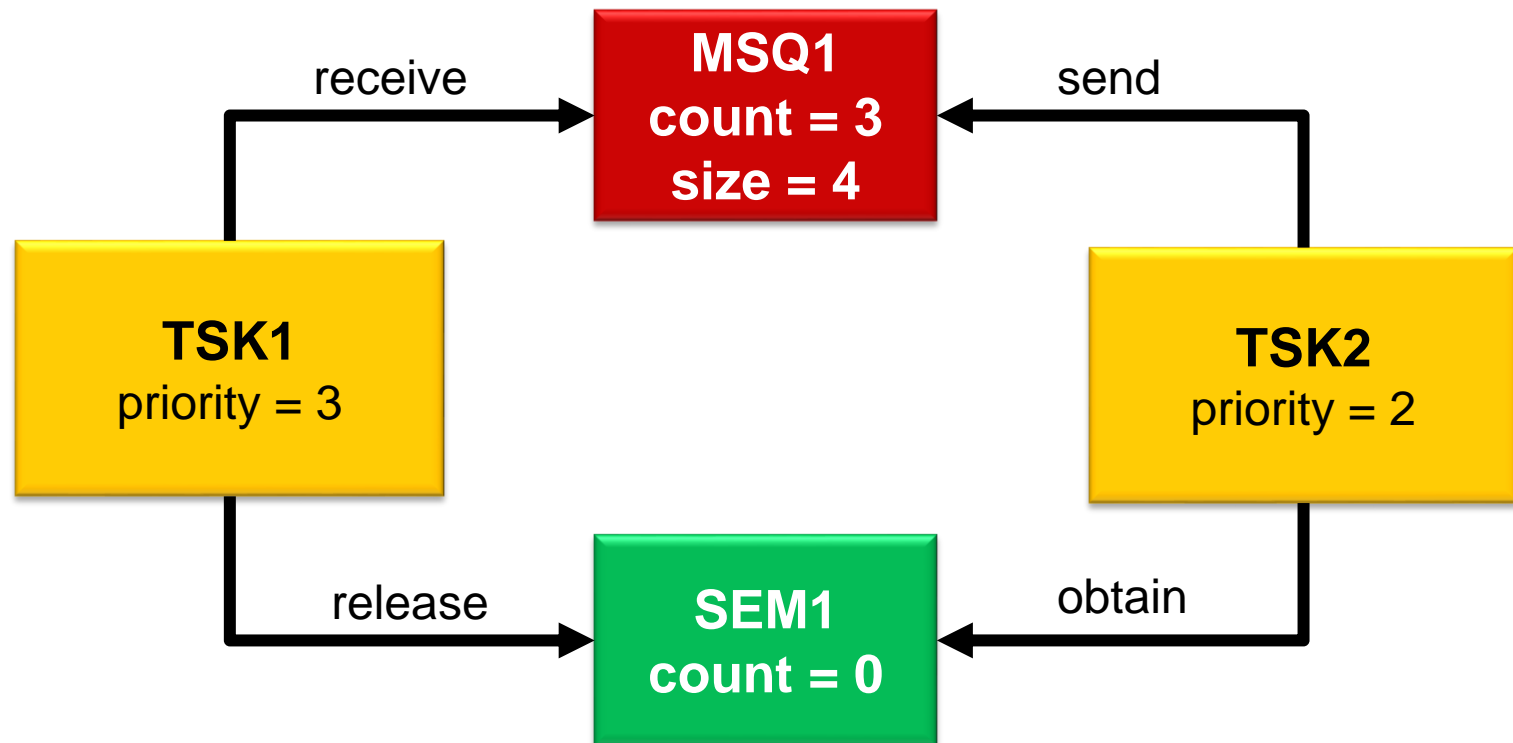 receive
MSQ1
count = 3
size = 4
send
TSK1
priority = 3
TSK2
priority = 2
release
SEM1
count = 0
obtain